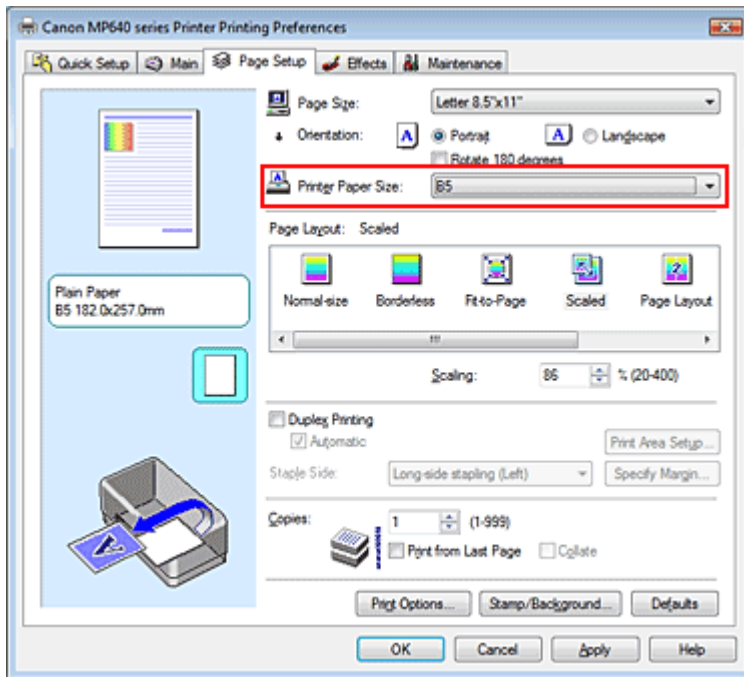 Canon MP640 series Printer Printing Preferences
Quick Setup Main Page Setup Effects Maintenance
Page Size: Letter 8.5"x11"
Orientation: A Portrait A Landscape
Rotate 180 degrees
Printer Paper Size: B5
Page Layout: Scaled
Normal-size Borderless Fit-to-Page Scaled Page Layout
Plain Paper
B5 182.0x257.0mm
Scaling: 86 % (20-400)
Duplex Printing
Automatic Print Area Setup...
Staple Side: Long-side stapling (Left) Specify Margin...
Copies: 1 (1-999)
Print from Last Page Collate
Print Options... Stamp/Background... Defaults
OK Cancel Apply Help